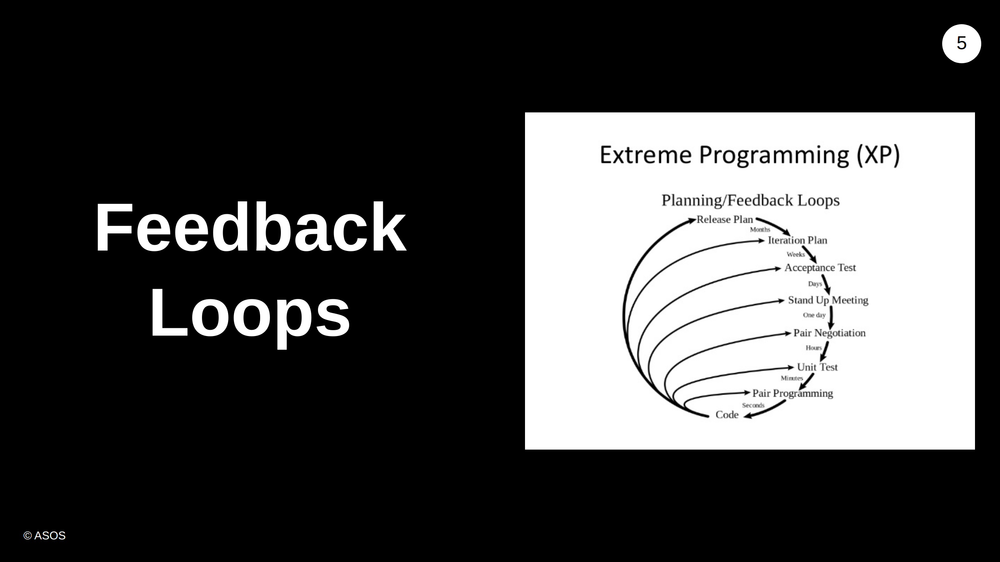 5
Feedback
Loops
Extreme Programming (XP)
Planning/Feedback Loops
Release Plan
Months
Iteration Plan
Weeks
Acceptance Test
Days
Stand Up Meeting
One day
Pair Negotiation
Hours
Unit Test
Minutes
Pair Programming
Seconds
Code
© ASOS